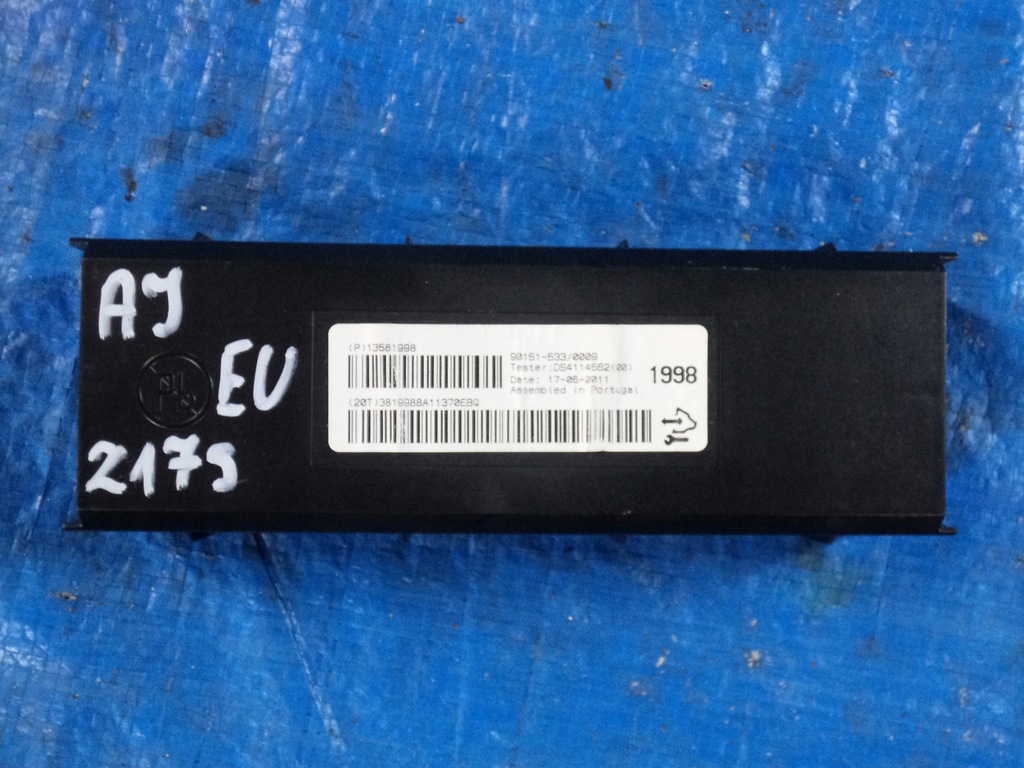 AJ
EU
2175
(P)13581998
90151-533/0009
Tester:DS4114562(00)
Date: 17-06-2011
Assembled in Portugal
1998
(20T)3819988A11370EBQ